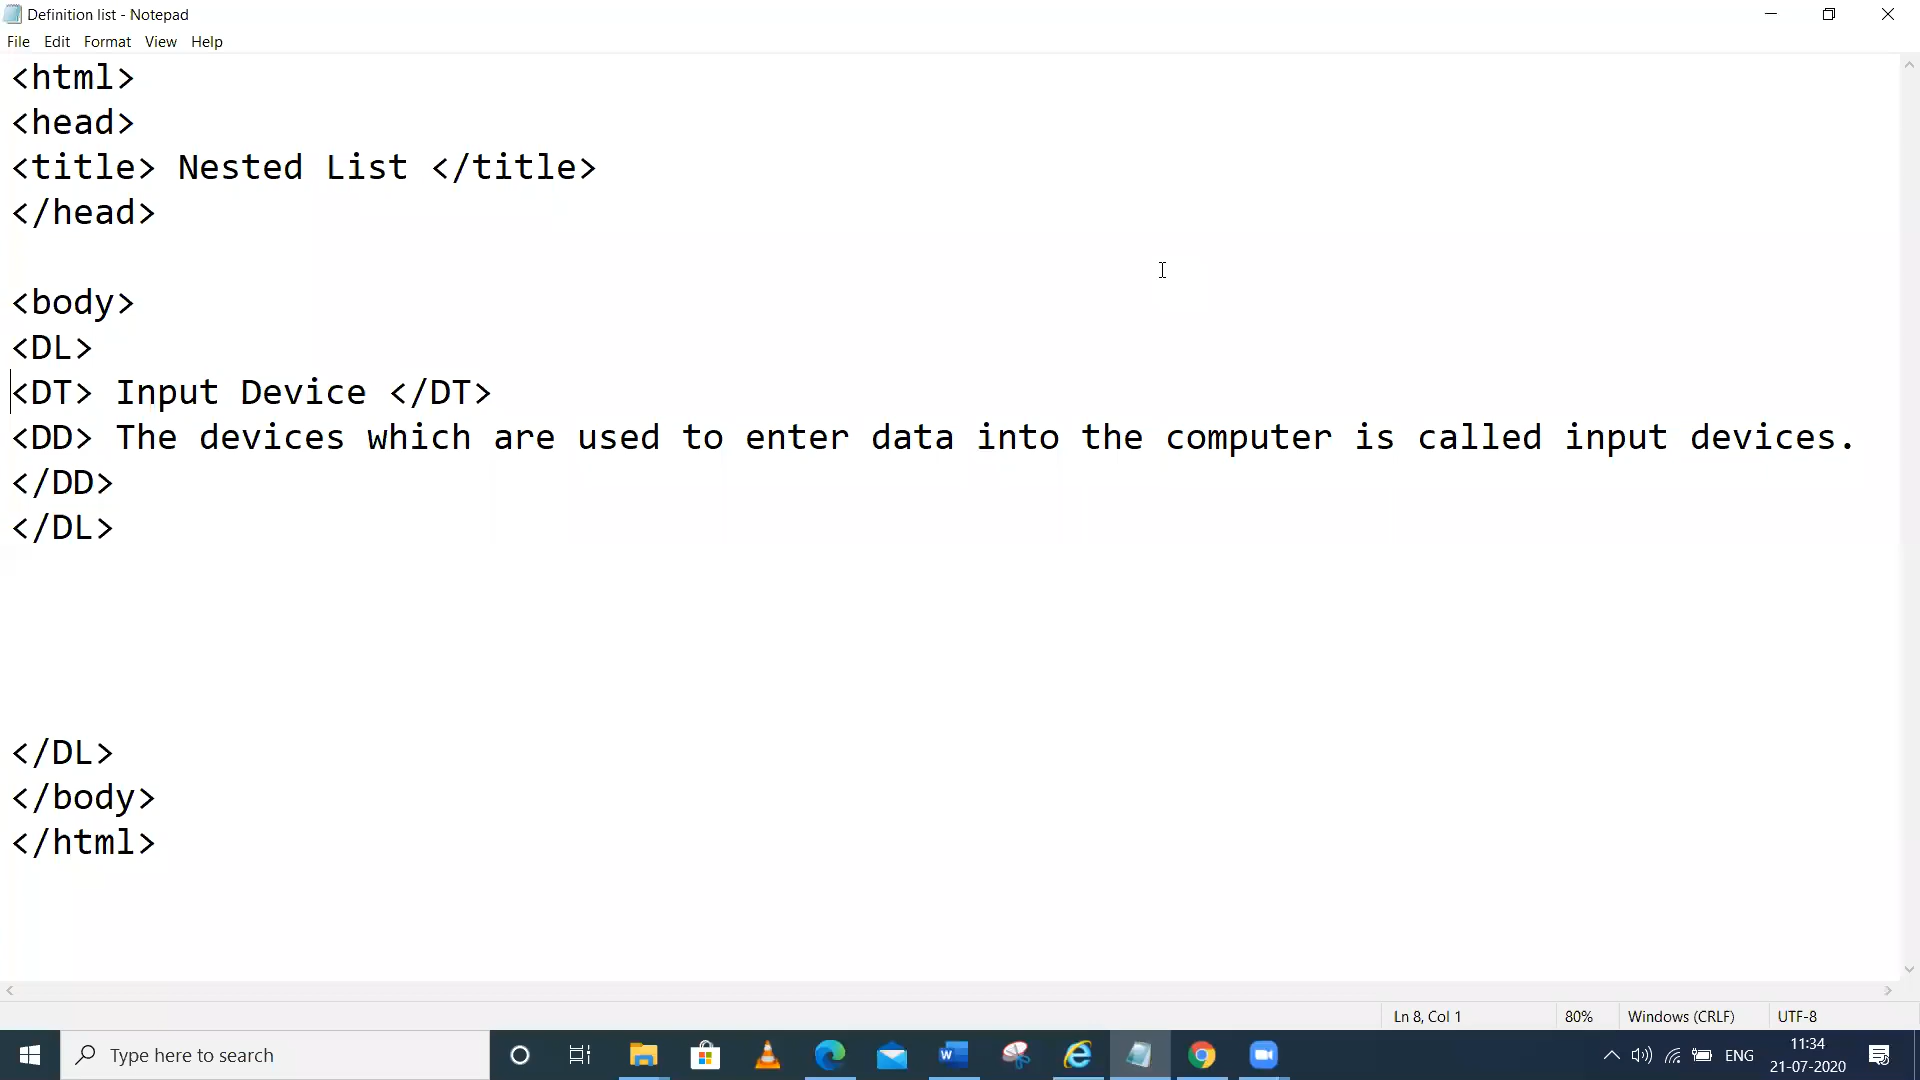 Definition list - Notepad
File Edit Format View Help
<html>
<head>
<title> Nested List </title>
</head>
<body>
<DL>
<DT> Input Device </DT>
<DD> The devices which are used to enter data into the computer is called input devices.
</DD>
</DL>
</DL>
</body>
</html>
Ln 8, Col 1 80% Windows (CRLF) UTF-8
Type here to search W ENG 11:34
21-07-2020